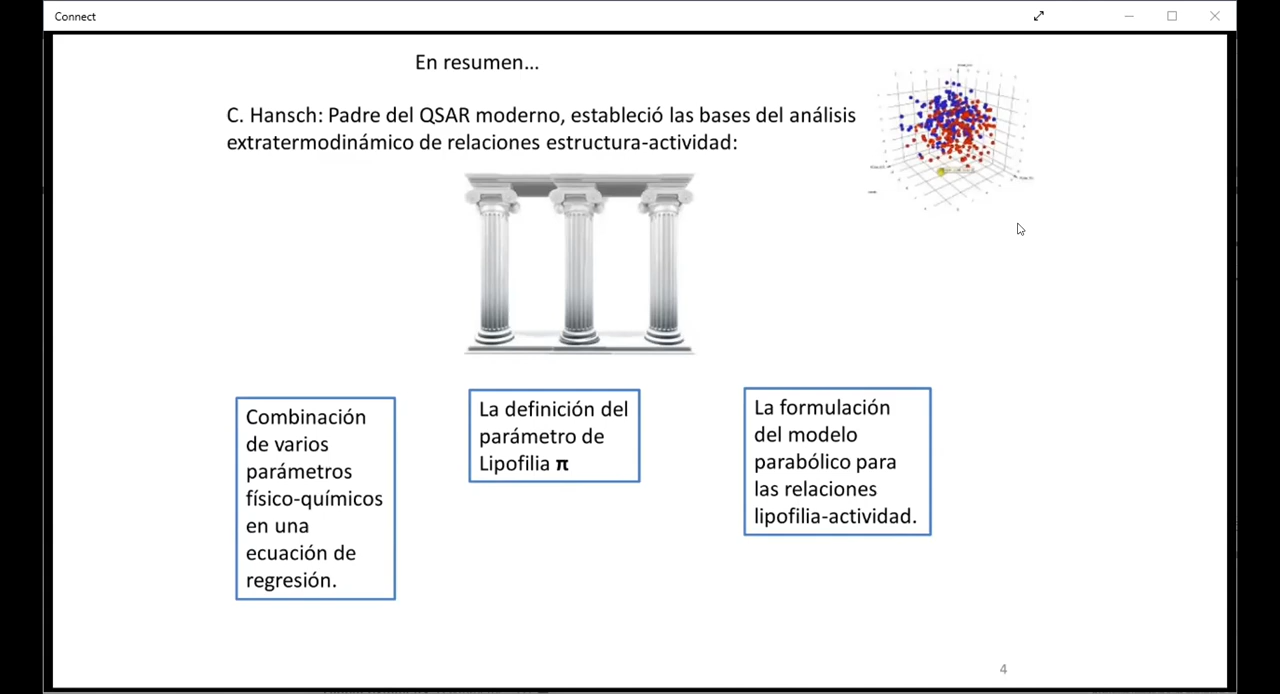 Connect
En resumen...
C. Hansch: Padre del QSAR moderno, estableció las bases del análisis
extratermodinámico de relaciones estructura-actividad:
Combinación
de varios
parámetros
físico-químicos
en una
ecuación de
regresión.
La definición del
parámetro de
Lipofilia π
La formulación
del modelo
parabólico para
las relaciones
lipofilia-actividad.
4